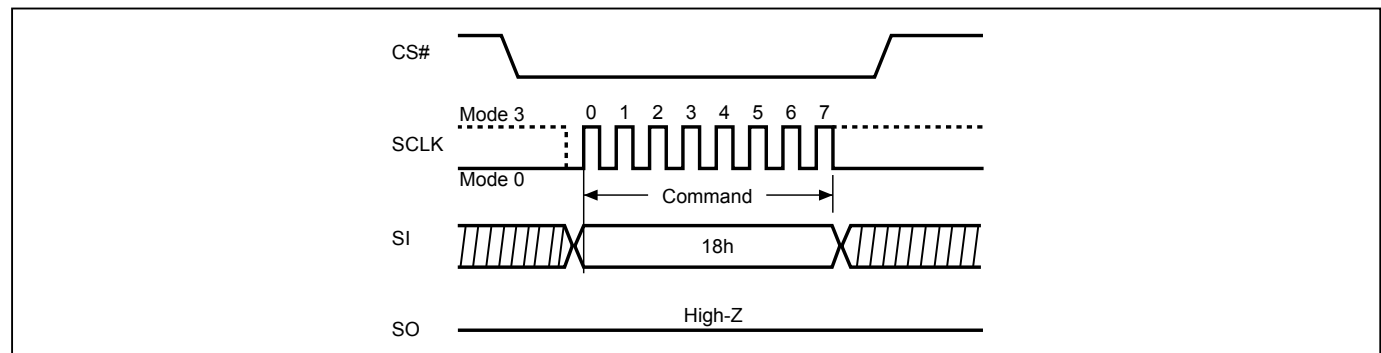 CS#
Mode 3 0 1 2 3 4 5 6 7
SCLK
Mode 0
Command
SI 18h
High-Z
SO